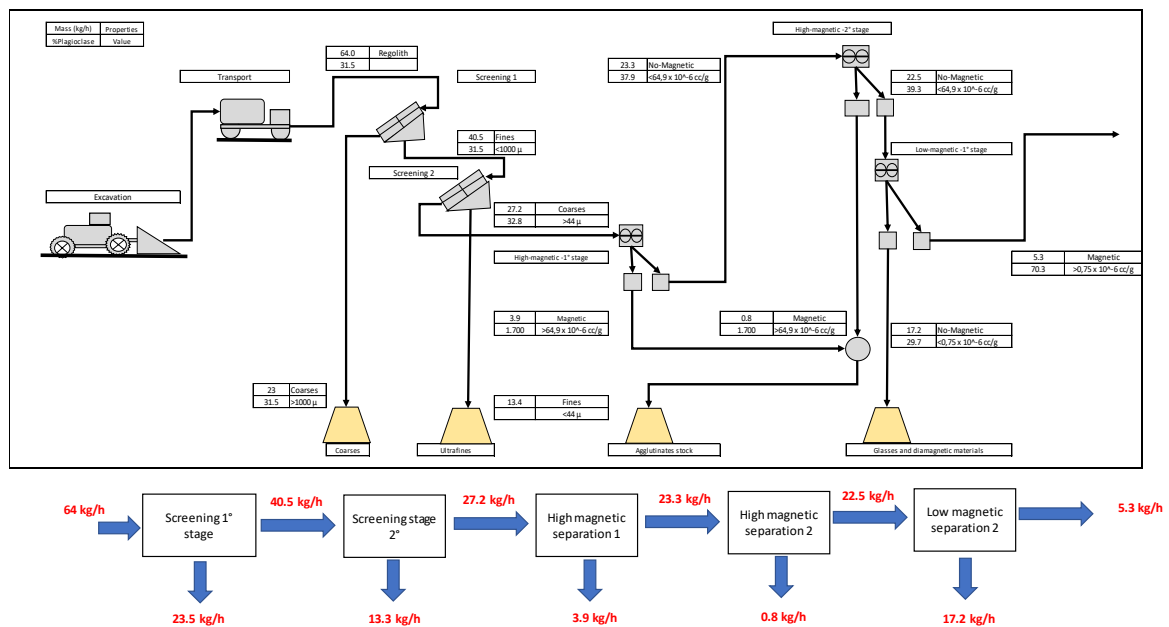 Mass (kg/h) Properties
%Plagioclase Value
High-magnetic -2° stage
64.0 Regolith
31.5
Transport
Screening 1
23.3 No-Magnetic
37.9 <64,9 x 10^-6 cc/g
22.5 No-Magnetic
39.3 <64,9 x 10^-6 cc/g
40.5 Fines
31.5 <1000 µ
Low-magnetic -1° stage
Screening 2
Excavation
27.2 Coarses
32.8 >44 µ
High-magnetic -1° stage
5.3 Magnetic
70.3 >0,75 x 10^-6 cc/g
3.9 Magnetic
1.700 >64,9 x 10^-6 cc/g
0.8 Magnetic
1.700 >64,9 x 10^-6 cc/g
17.2 No-Magnetic
29.7 <0,75 x 10^-6 cc/g
23 Coarses
31.5 >1000 µ
13.4 Fines
<44 µ
Coarses
Ultrafines
Agglutinates stock
Glasses and diamagnetic materials
64 kg/h
40.5 kg/h
27.2 kg/h
23.3 kg/h
22.5 kg/h
5.3 kg/h
Screening 1°
stage
Screening stage
2°
High magnetic
separation 1
High magnetic
separation 2
Low magnetic
separation 2
23.5 kg/h
13.3 kg/h
3.9 kg/h
0.8 kg/h
17.2 kg/h